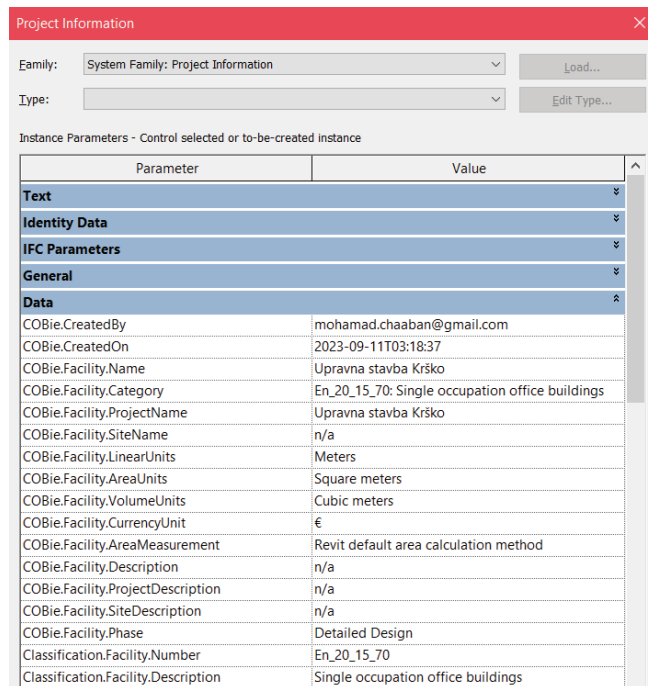 Project Information
Family: System Family: Project Information Load...
Type: Edit Type...
Instance Parameters - Control selected or to-be-created instance
Parameter Value
Text
Identity Data
IFC Parameters
General
Data
COBie.CreatedBy mohamad.chaaban@gmail.com
COBie.CreatedOn 2023-09-11T03:18:37
COBie.Facility.Name Upravna stavba Krško
COBie.Facility.Category En_20_15_70: Single occupation office buildings
COBie.Facility.ProjectName Upravna stavba Krško
COBie.Facility.SiteName n/a
COBie.Facility.LinearUnits Meters
COBie.Facility.AreaUnits Square meters
COBie.Facility.VolumeUnits Cubic meters
COBie.Facility.CurrencyUnit €
COBie.Facility.AreaMeasurement Revit default area calculation method
COBie.Facility.Description n/a
COBie.Facility.ProjectDescription n/a
COBie.Facility.SiteDescription n/a
COBie.Facility.Phase Detailed Design
Classification.Facility.Number En_20_15_70
Classification.Facility.Description Single occupation office buildings